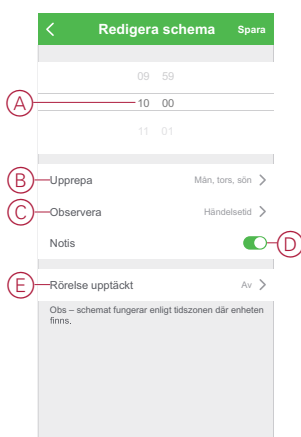 Redigera schema Spara
09 59
A 10 00
11 01
B Upprepa Mån, tors, sön
C Observera Händelsetid
Notis D
E Rörelse upptäckt Av
Obs – schemat fungerar enligt tidszonen där enheten
finns.